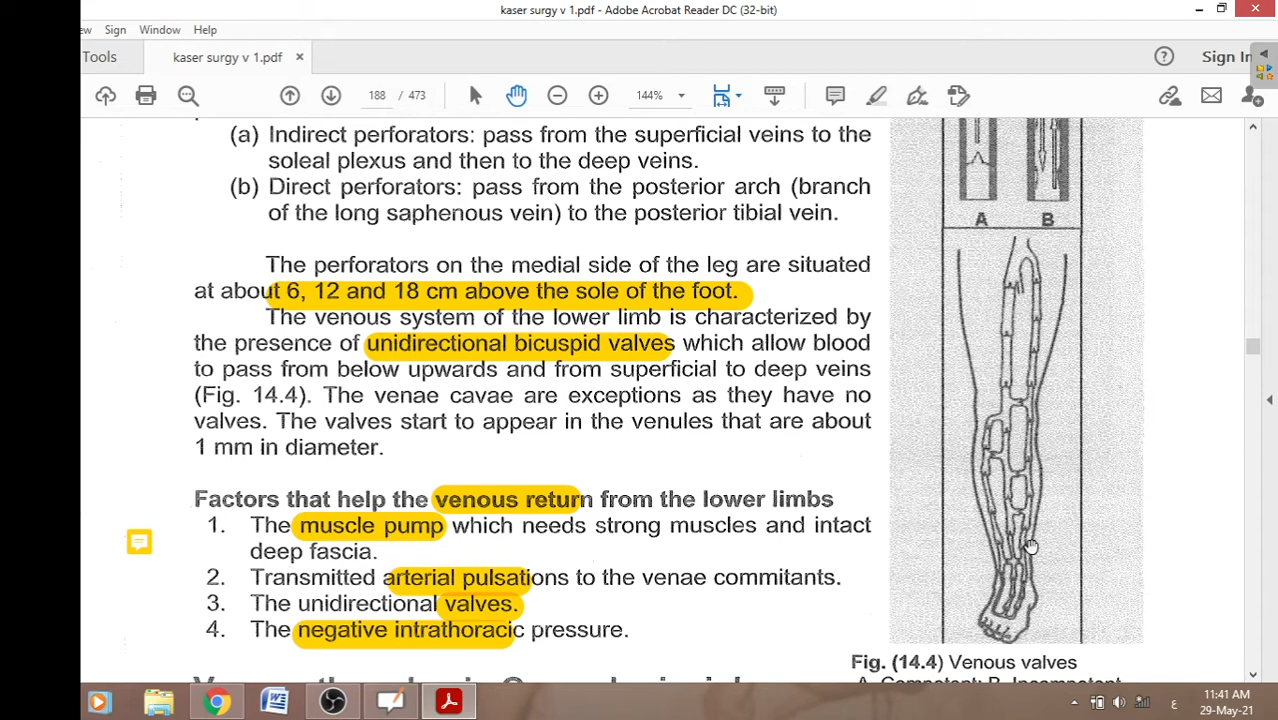 kaser surgy v 1.pdf - Adobe Acrobat Reader DC (32-bit)
ew Sign Window Help
Tools kaser surgy v 1.pdf × Sign In
188 / 473 144%
(a) Indirect perforators: pass from the superficial veins to the
soleal plexus and then to the deep veins.
(b) Direct perforators: pass from the posterior arch (branch
of the long saphenous vein) to the posterior tibial vein.
A B
The perforators on the medial side of the leg are situated
at about 6, 12 and 18 cm above the sole of the foot.
The venous system of the lower limb is characterized by
the presence of unidirectional bicuspid valves which allow blood
to pass from below upwards and from superficial to deep veins
(Fig. 14.4). The venae cavae are exceptions as they have no
valves. The valves start to appear in the venules that are about
1 mm in diameter.
Factors that help the venous return from the lower limbs
1. The muscle pump which needs strong muscles and intact
deep fascia.
2. Transmitted arterial pulsations to the venae commitants.
3. The unidirectional valves.
4. The negative intrathoracic pressure.
Fig. (14.4) Venous valves
A. Competent; B. Incompetent
11:41 AM
29-May-21
ع